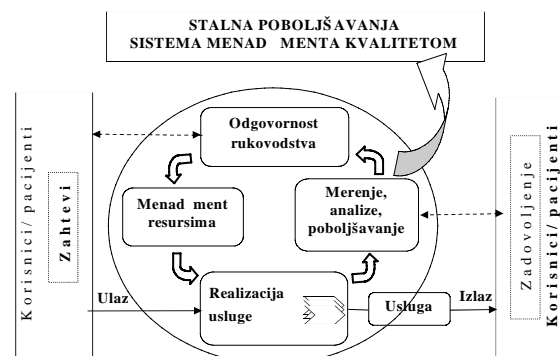 STALNA POBOLJŠAVANJA
SISTEMA MENAD MENTA KVALITETOM
Korisnici/ pacijenti
Zahtevi
Odgovornost
rukovodstva
Menad ment
resursima
Merenje,
analize,
poboljšavanje
Realizacija
usluge
Ulaz
Usluga
Izlaz
Zadovoljenje
Korisnici/ pacijenti